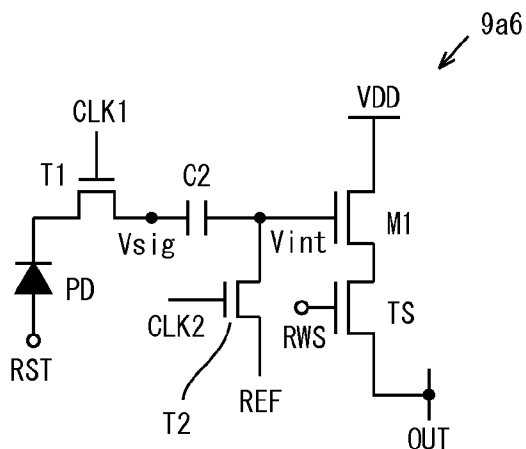 9a6
VDD
CLK1
T1
C2
Vsig
Vint
M1
PD
CLK2
RWS
TS
RST
T2
REF
OUT